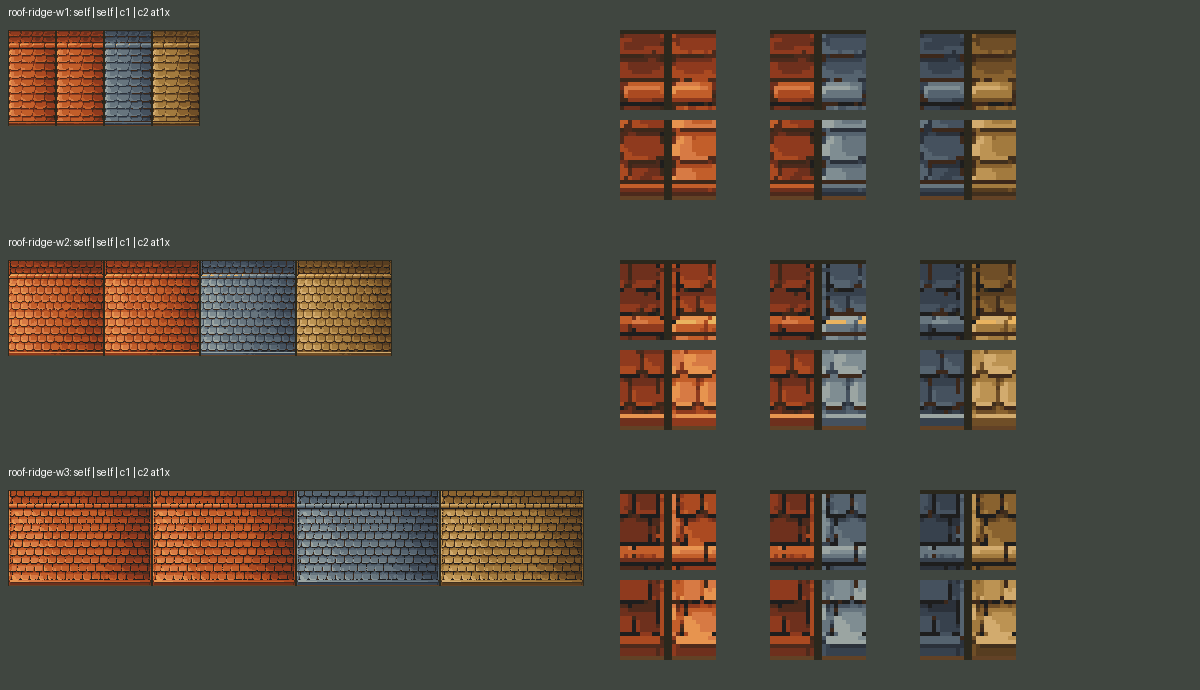 roof-ridge-w1: self | self | c1 | c2 at1x
roof-ridge-w2: self | self | c1 | c2 at1x
roof-ridge-w3: self | self | c1 | c2 at1x